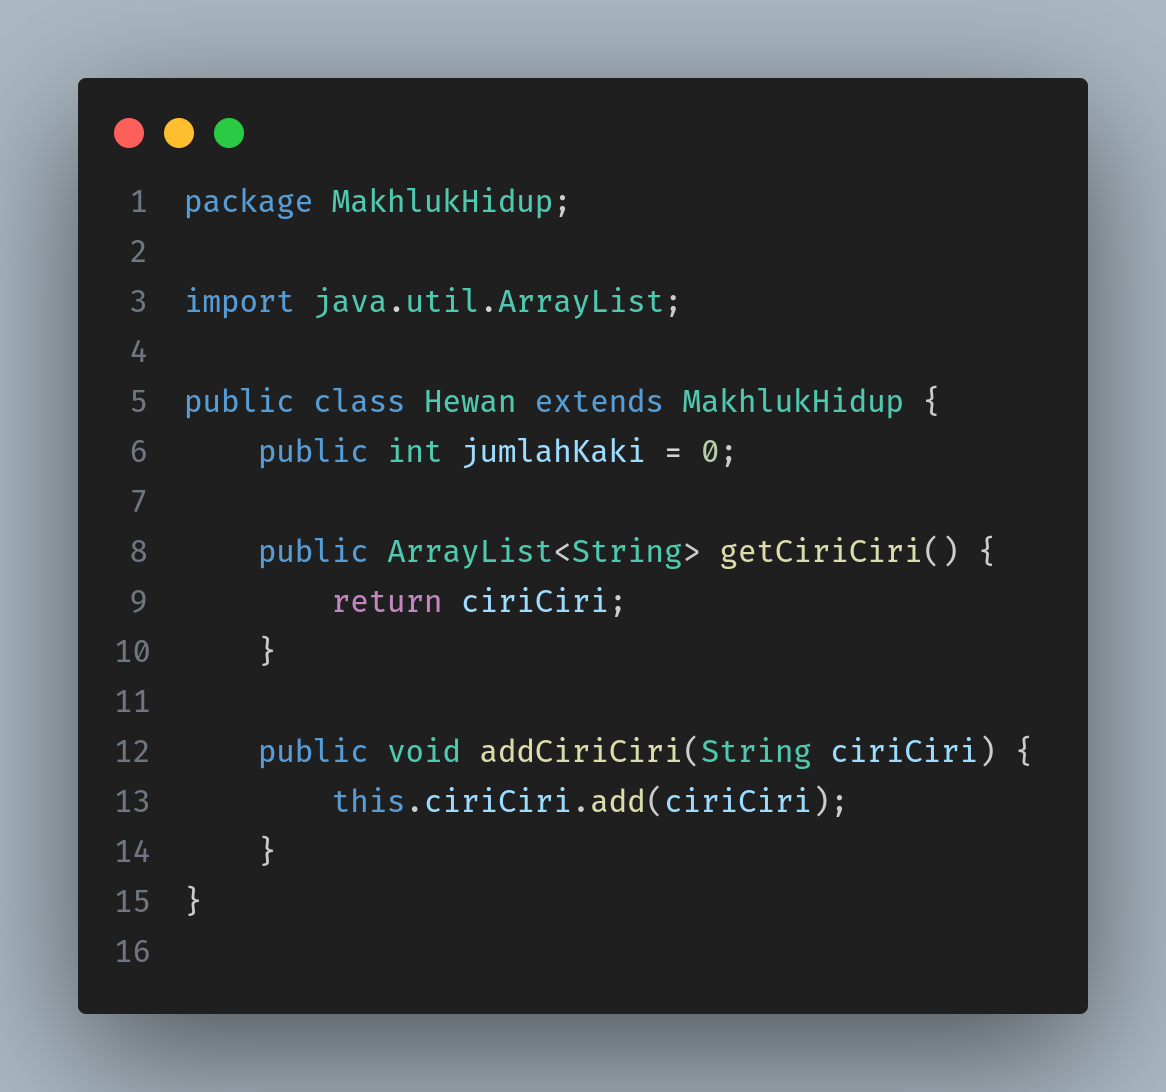 1 package MakhlukHidup;
2
3 import java.util.ArrayList;
4
5 public class Hewan extends MakhlukHidup {
6     public int jumlahKaki = 0;
7
8     public ArrayList<String> getCiriCiri() {
9         return ciriCiri;
10     }
11
12     public void addCiriCiri(String ciriCiri) {
13         this.ciriCiri.add(ciriCiri);
14     }
15 }
16